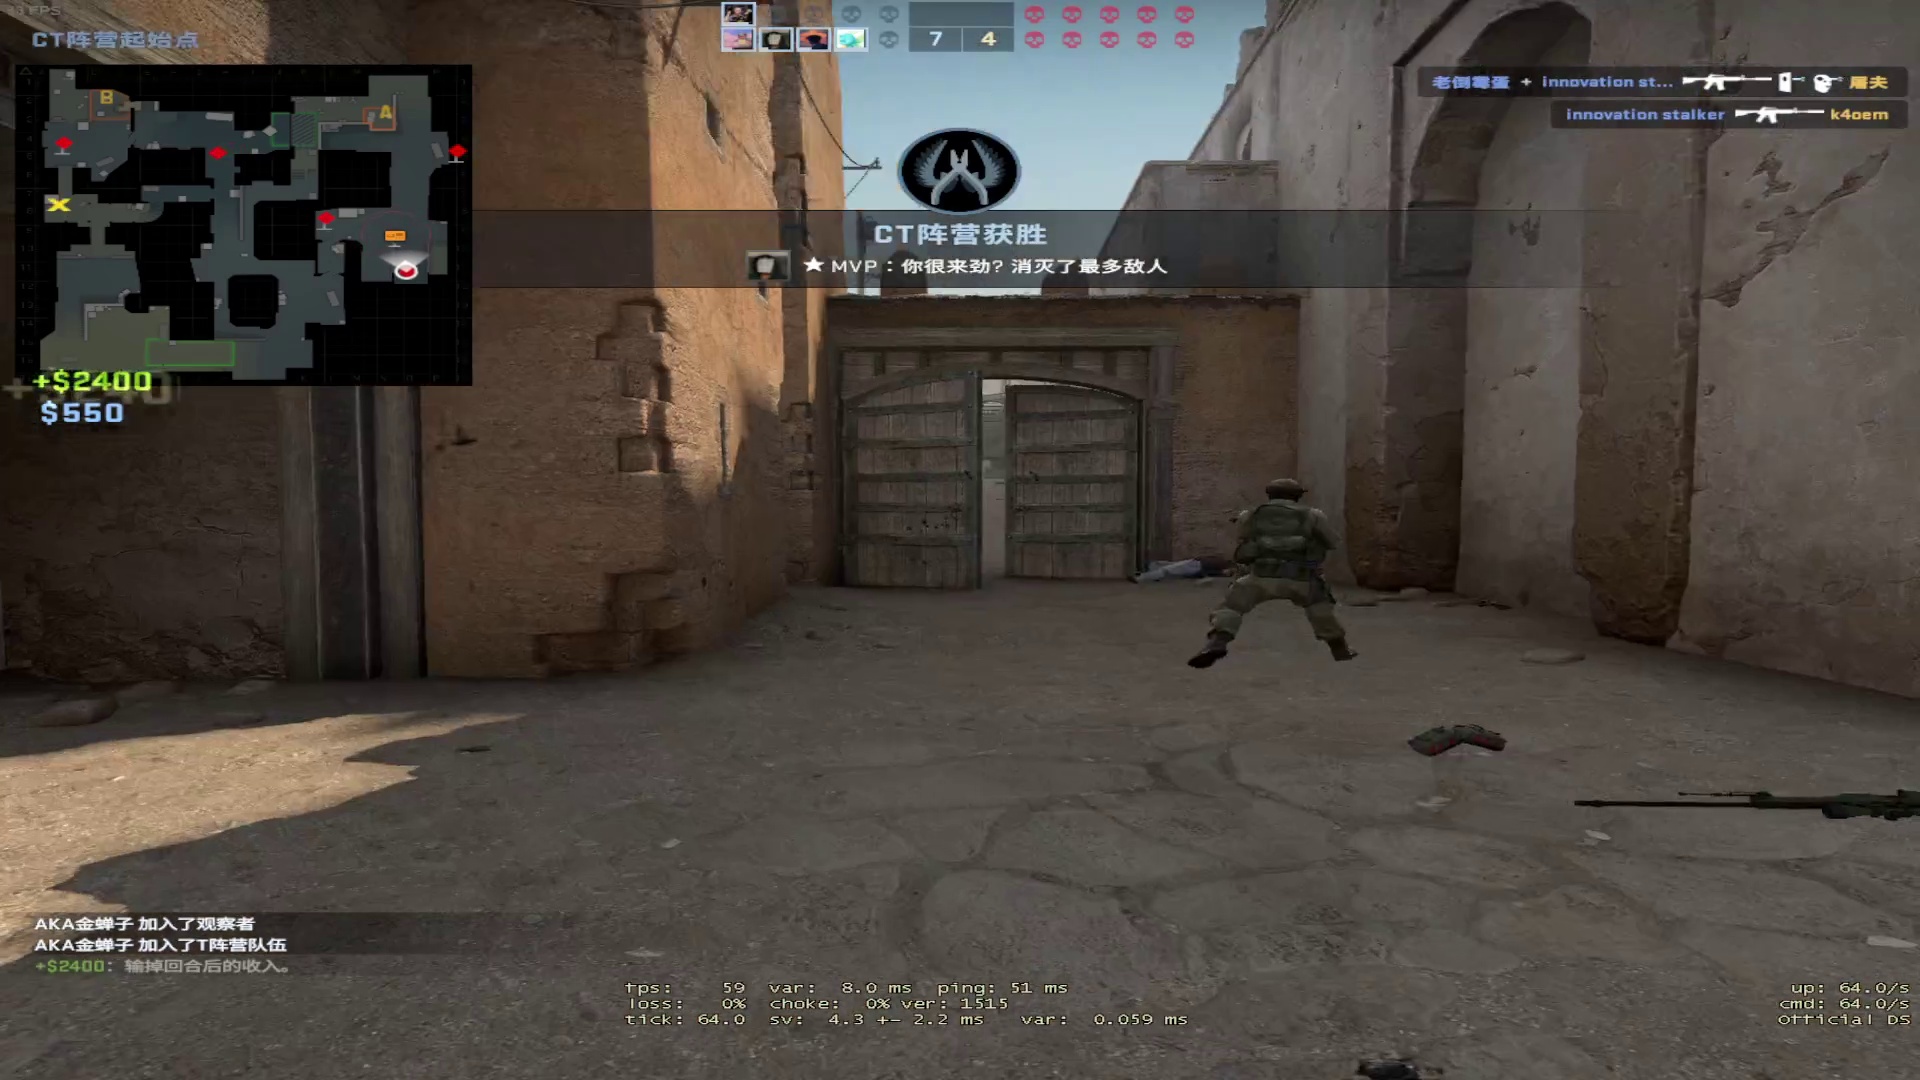 FPS
CT阵营起始点
7 4
B
A
老倒霉蛋 + innovation st... 屠夫
innovation stalker k4oem
CT阵营获胜
★ MVP：你很来劲? 消灭了最多敌人
+$2400
$550
AKA金蝉子 加入了观察者
AKA金蝉子 加入了T阵营队伍
+$2400：输掉回合后的收入。
fps: 59 var: 8.0 ms ping: 51 ms
loss: 0% choke: 0% ver: 1515
tick: 64.0 sv: 4.3 +- 2.2 ms var: 0.059 ms
up: 64.0/s
cmd: 64.0/s
Official DS